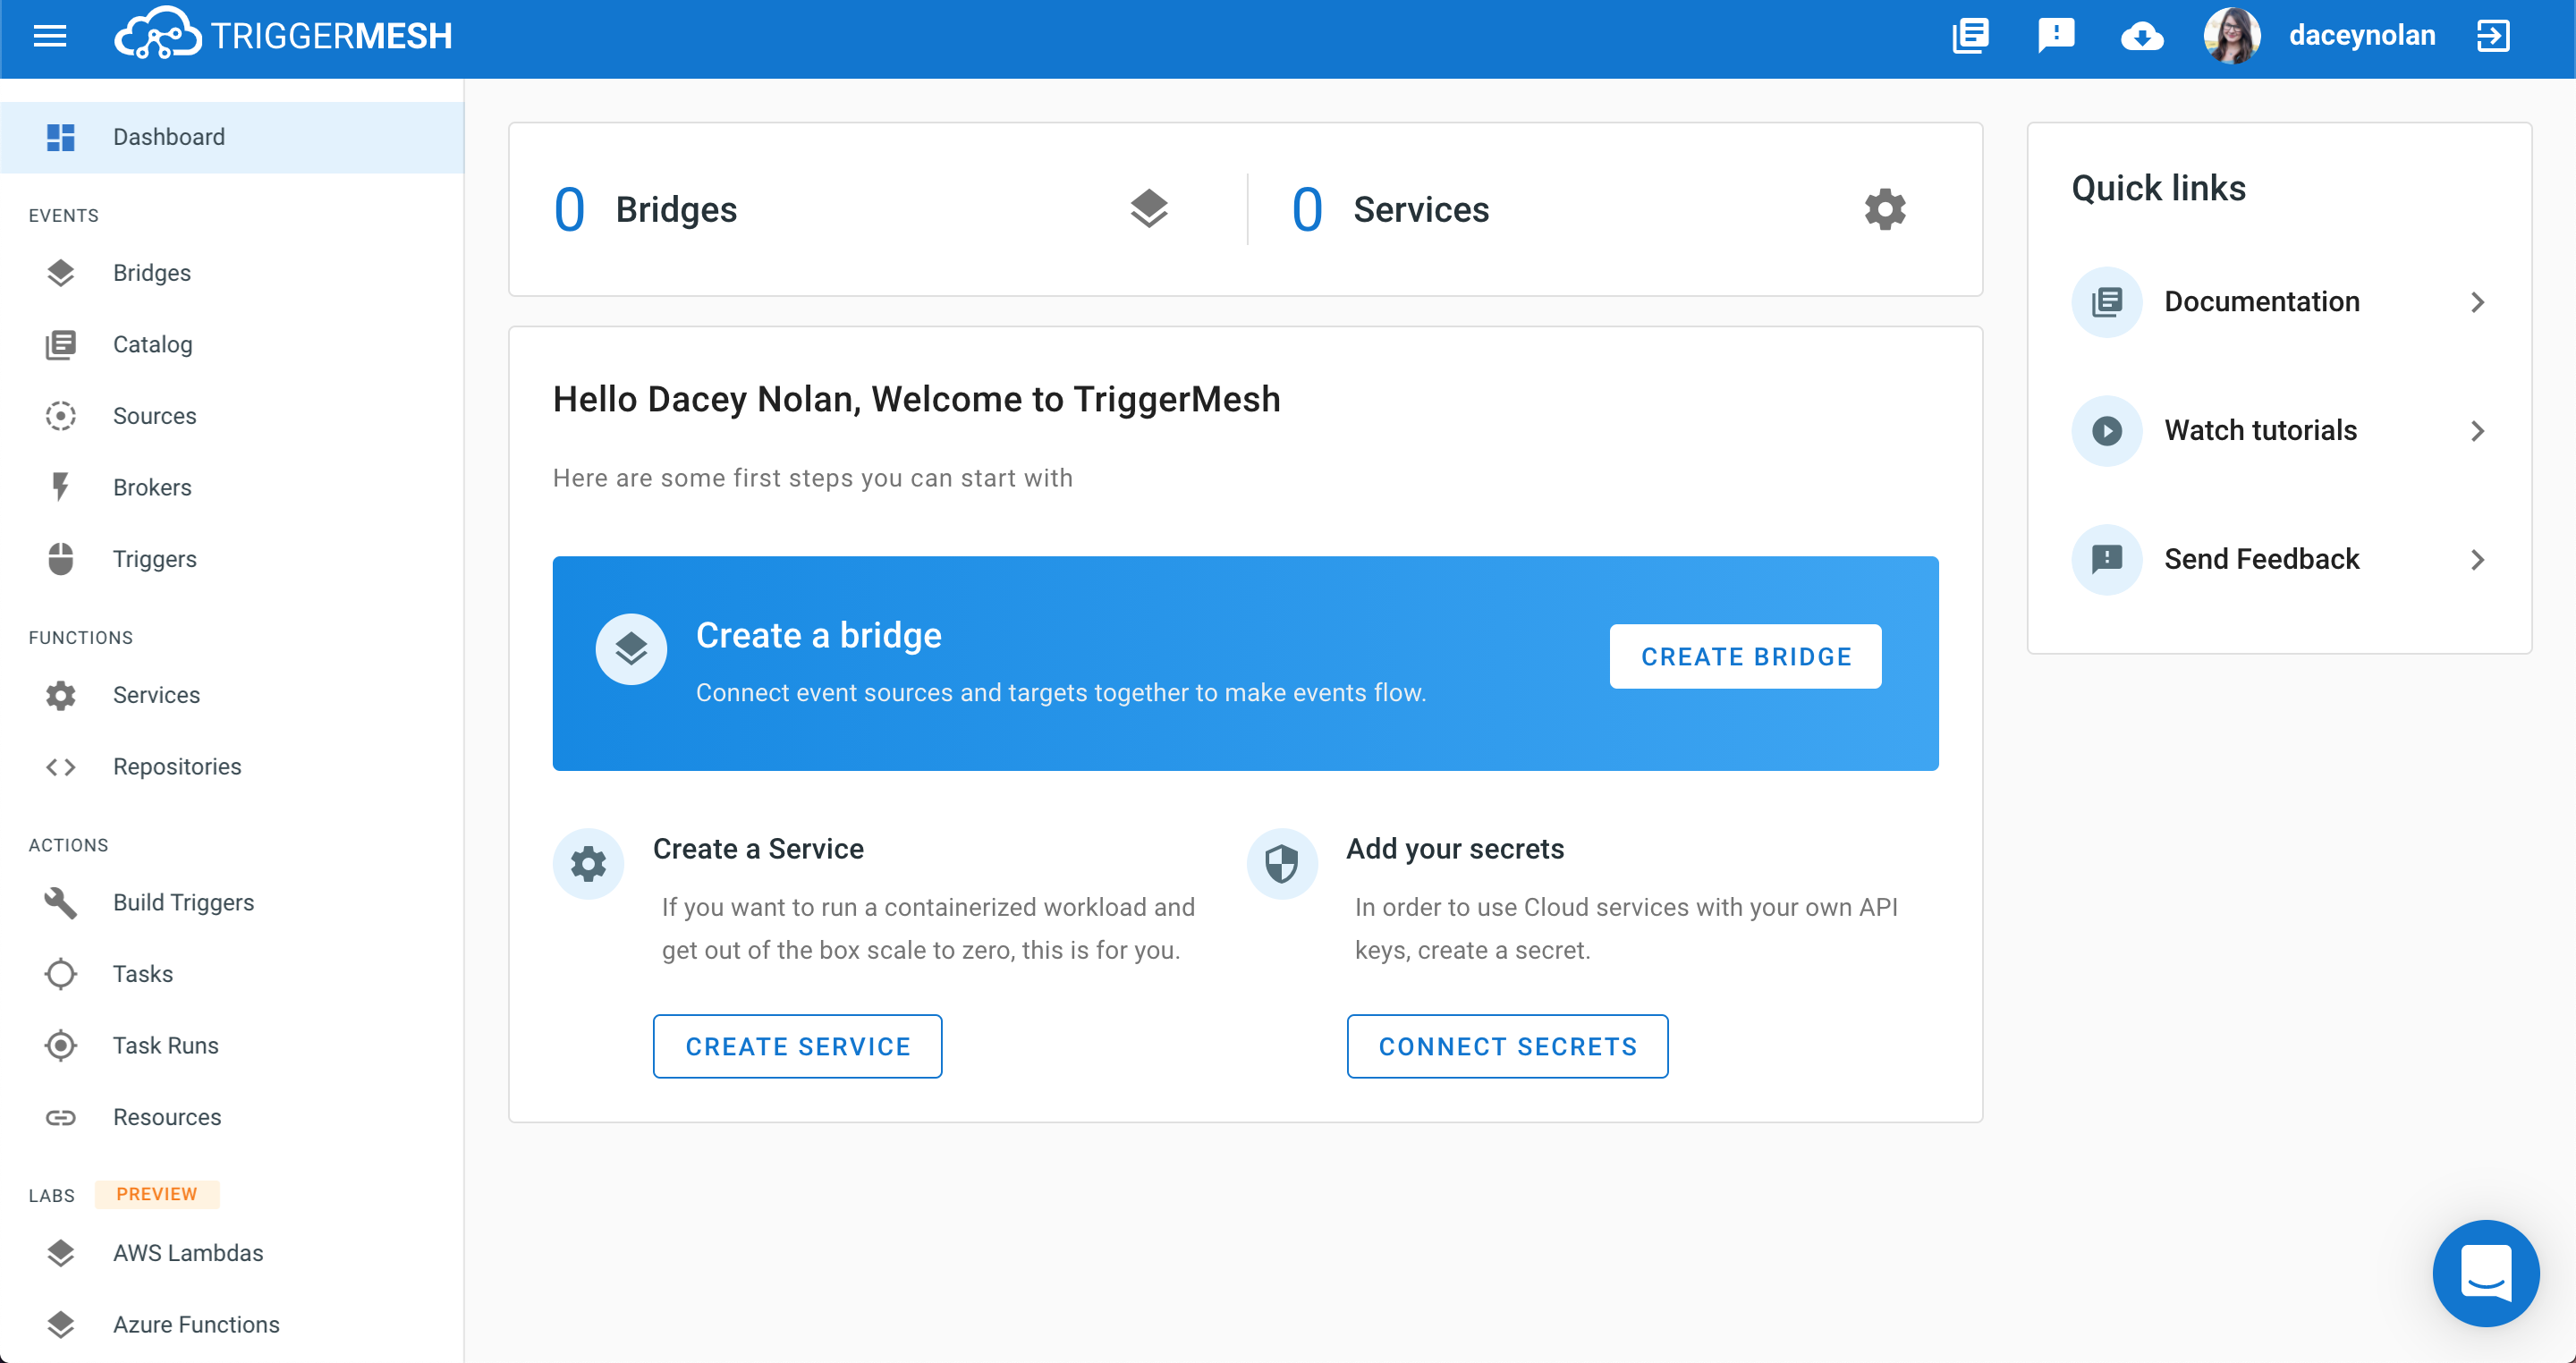 TRIGGERMESH
daceynolan
Dashboard
EVENTS
Bridges
Catalog
Sources
Brokers
Triggers
FUNCTIONS
Services
Repositories
ACTIONS
Build Triggers
Tasks
Task Runs
Resources
LABS PREVIEW
AWS Lambdas
Azure Functions
0 Bridges
0 Services
Hello Dacey Nolan, Welcome to TriggerMesh
Here are some first steps you can start with
Create a bridge
Connect event sources and targets together to make events flow.
CREATE BRIDGE
Create a Service
If you want to run a containerized workload and
get out of the box scale to zero, this is for you.
CREATE SERVICE
Add your secrets
In order to use Cloud services with your own API
keys, create a secret.
CONNECT SECRETS
Quick links
Documentation
Watch tutorials
Send Feedback